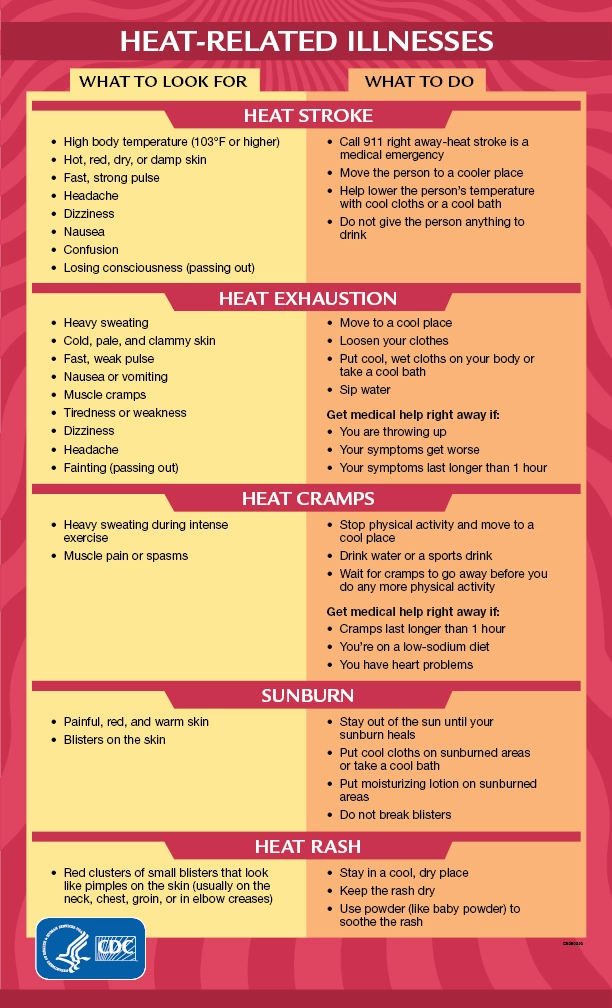 HEAT-RELATED ILLNESSES
WHAT TO LOOK FOR
WHAT TO DO
HEAT STROKE
• High body temperature (103°F or higher)
• Hot, red, dry, or damp skin
• Fast, strong pulse
• Headache
• Dizziness
• Nausea
• Confusion
• Losing consciousness (passing out)
• Call 911 right away-heat stroke is a
medical emergency
• Move the person to a cooler place
• Help lower the person's temperature
with cool cloths or a cool bath
• Do not give the person anything to
drink
HEAT EXHAUSTION
• Heavy sweating
• Cold, pale, and clammy skin
• Fast, weak pulse
• Nausea or vomiting
• Muscle cramps
• Tiredness or weakness
• Dizziness
• Headache
• Fainting (passing out)
• Move to a cool place
• Loosen your clothes
• Put cool, wet cloths on your body or
take a cool bath
• Sip water
Get medical help right away if:
• You are throwing up
• Your symptoms get worse
• Your symptoms last longer than 1 hour
HEAT CRAMPS
• Heavy sweating during intense
exercise
• Muscle pain or spasms
• Stop physical activity and move to a
cool place
• Drink water or a sports drink
• Wait for cramps to go away before you
do any more physical activity
Get medical help right away if:
• Cramps last longer than 1 hour
• You're on a low-sodium diet
• You have heart problems
SUNBURN
• Painful, red, and warm skin
• Blisters on the skin
• Stay out of the sun until your
sunburn heals
• Put cool cloths on sunburned areas
or take a cool bath
• Put moisturizing lotion on sunburned
areas
• Do not break blisters
HEAT RASH
• Red clusters of small blisters that look
like pimples on the skin (usually on the
neck, chest, groin, or in elbow creases)
• Stay in a cool, dry place
• Keep the rash dry
• Use powder (like baby powder) to
soothe the rash
CDC